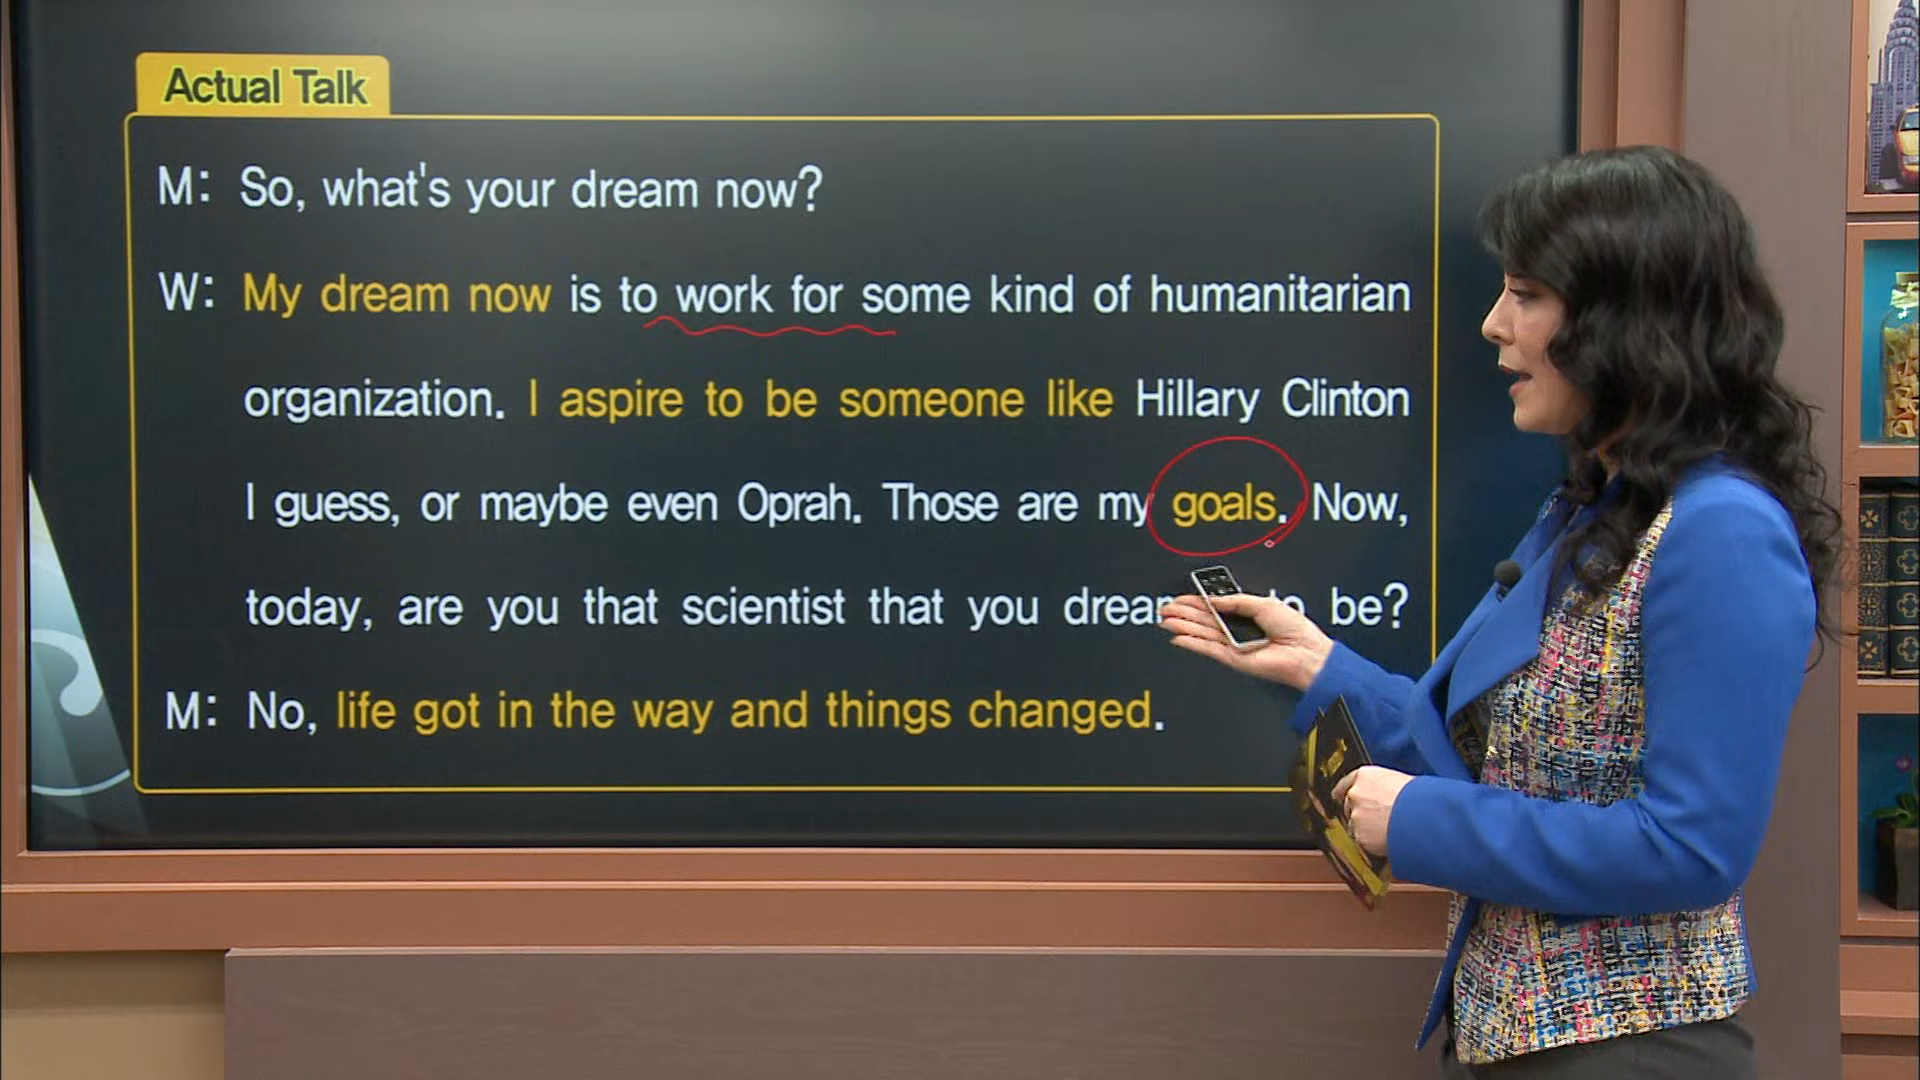 Actual Talk
M: So, what's your dream now?
W: My dream now is to work for some kind of humanitarian
organization. I aspire to be someone like Hillary Clinton
I guess, or maybe even Oprah. Those are my goals. Now,
today, are you that scientist that you to be?
M: No, life got in the way and things changed.